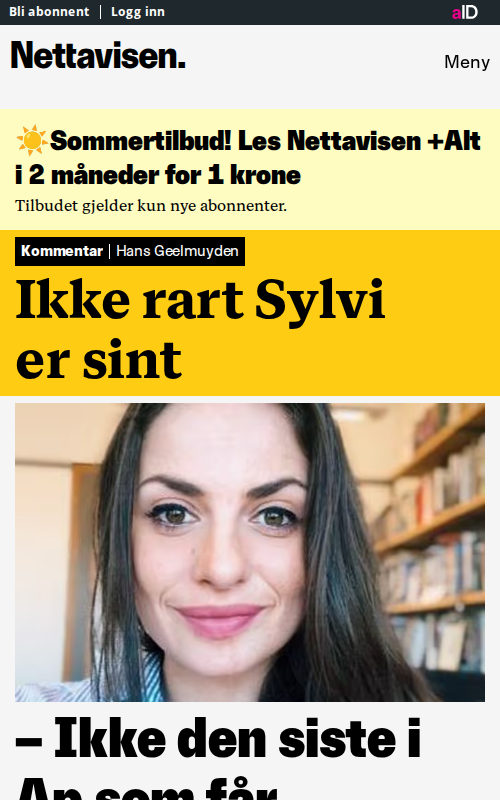 Bli abonnent | Logg inn
aID
Nettavisen.
Meny
Sommertilbud! Les Nettavisen +Alt
i 2 måneder for 1 krone
Tilbudet gjelder kun nye abonnenter.
Kommentar | Hans Geelmuyden
Ikke rart Sylvi
er sint
– Ikke den siste i
Ap som får